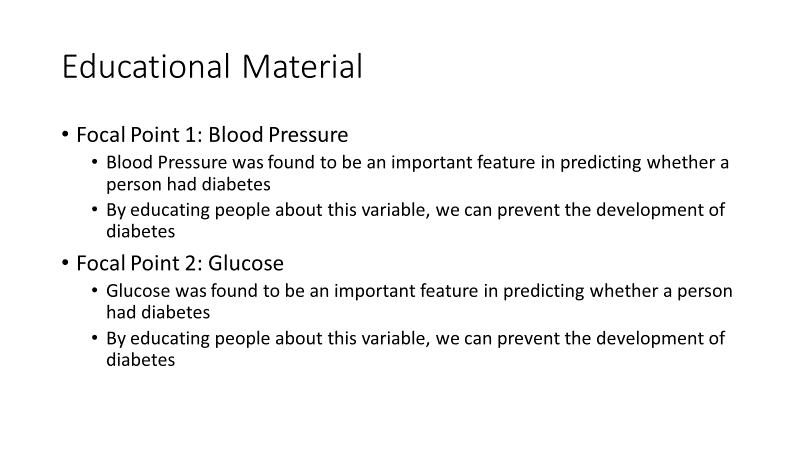 Educational Material
• Focal Point 1: Blood Pressure
• Blood Pressure was found to be an important feature in predicting whether a
person had diabetes
• By educating people about this variable, we can prevent the development of
diabetes
• Focal Point 2: Glucose
• Glucose was found to be an important feature in predicting whether a person
had diabetes
• By educating people about this variable, we can prevent the development of
diabetes